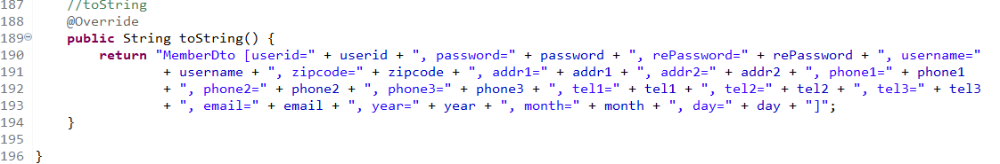 187 //toString
188 @Override
189 public String toString() {
190 return "MemberDto [userid=" + userid + ", password=" + password + ", rePassword=" + rePassword + ", username="
191 + username + ", zipcode=" + zipcode + ", addr1=" + addr1 + ", addr2=" + addr2 + ", phone1=" + phone1
192 + ", phone2=" + phone2 + ", phone3=" + phone3 + ", tel1=" + tel1 + ", tel2=" + tel2 + ", tel3=" + tel3
193 + ", email=" + email + ", year=" + year + ", month=" + month + ", day=" + day + "]";
194 }
195
196 }